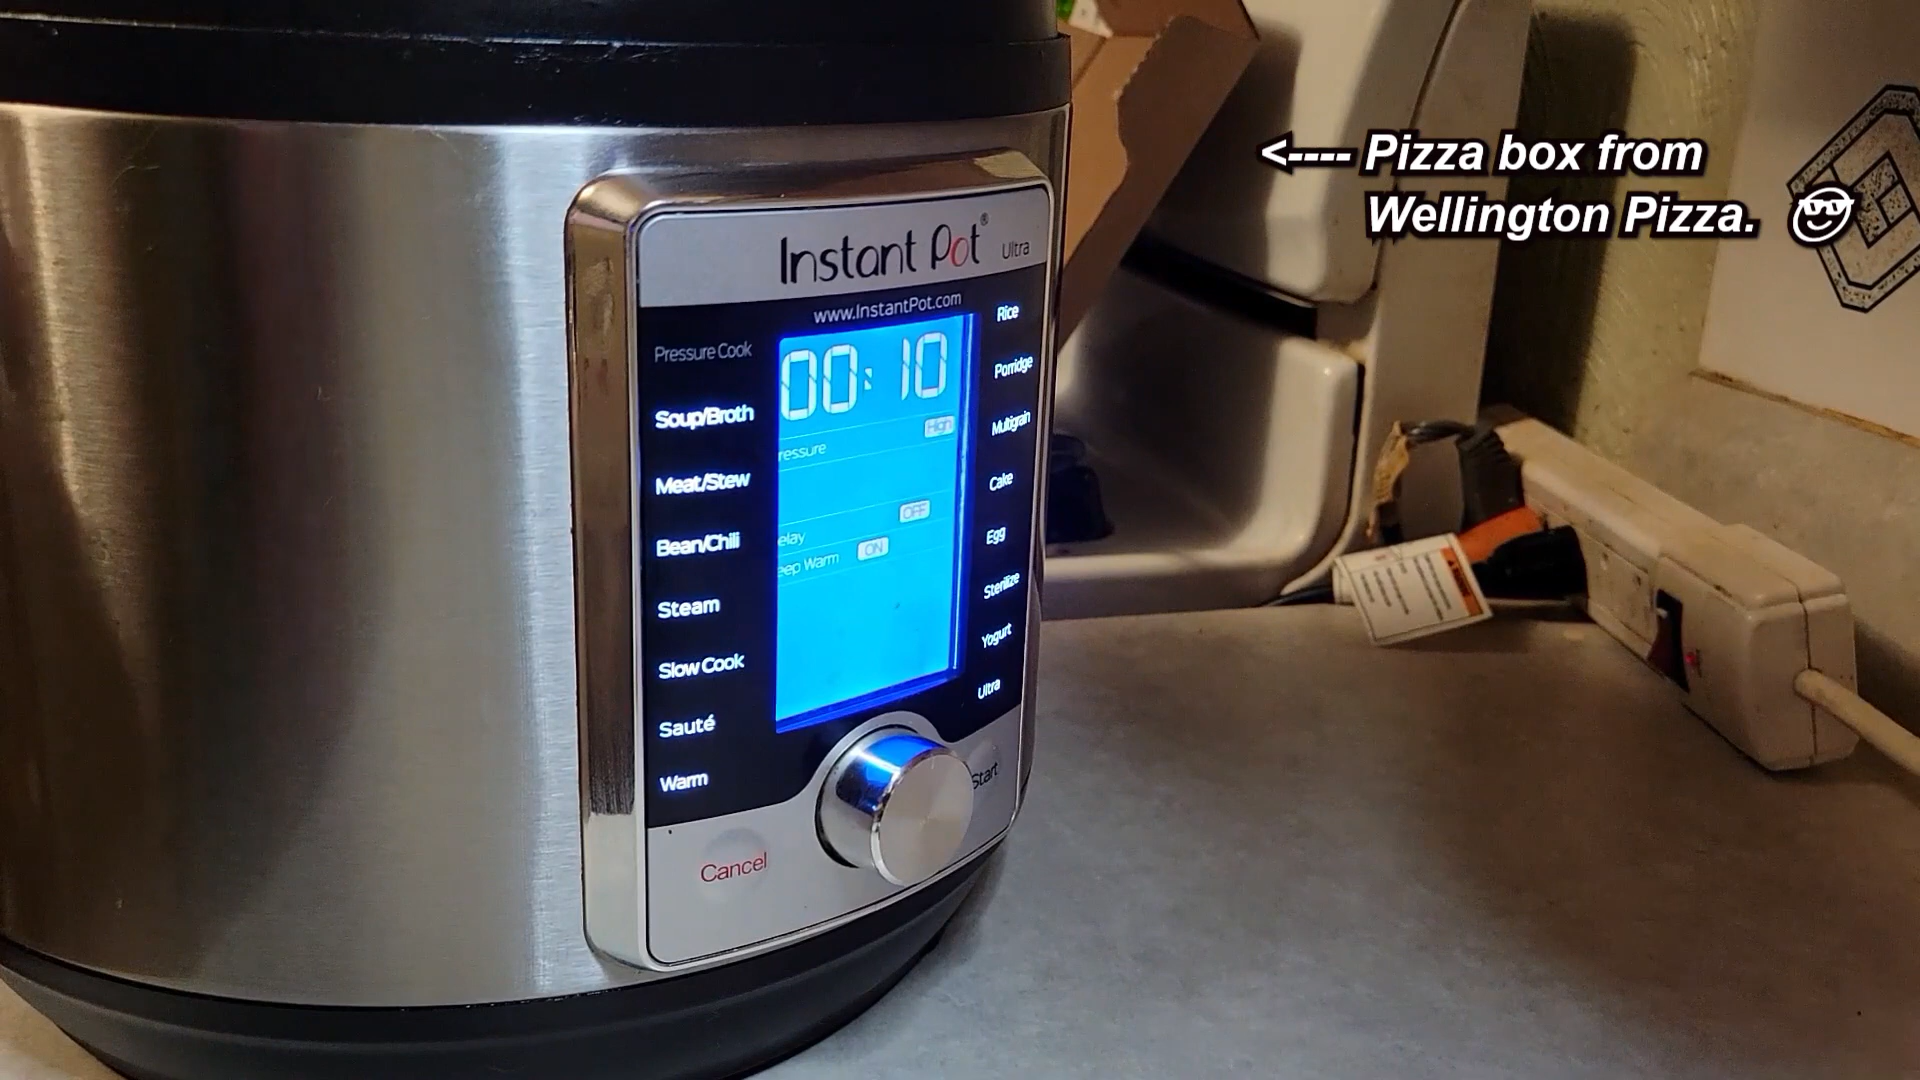 <---- Pizza box from
Wellington Pizza.
Instant Pot® Ultra
www.InstantPot.com
Pressure Cook
Soup/Broth
Meat/Stew
Bean/Chili
Steam
Slow Cook
Sauté
Warm
00:10
High
ressure
OFF
elay
eep Warm ON
Rice
Porridge
Multigrain
Cake
Egg
Sterilize
Yogurt
Ultra
Cancel
Start